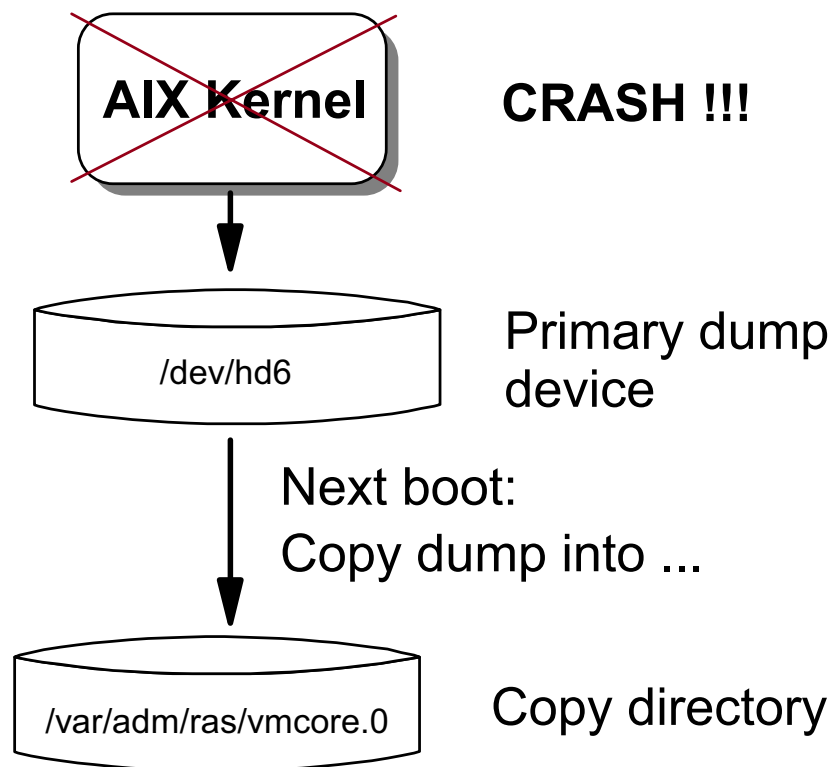 AIX Kernel
CRASH !!!
/dev/hd6
Primary dump
device
Next boot:
Copy dump into ...
/var/adm/ras/vmcore.0
Copy directory